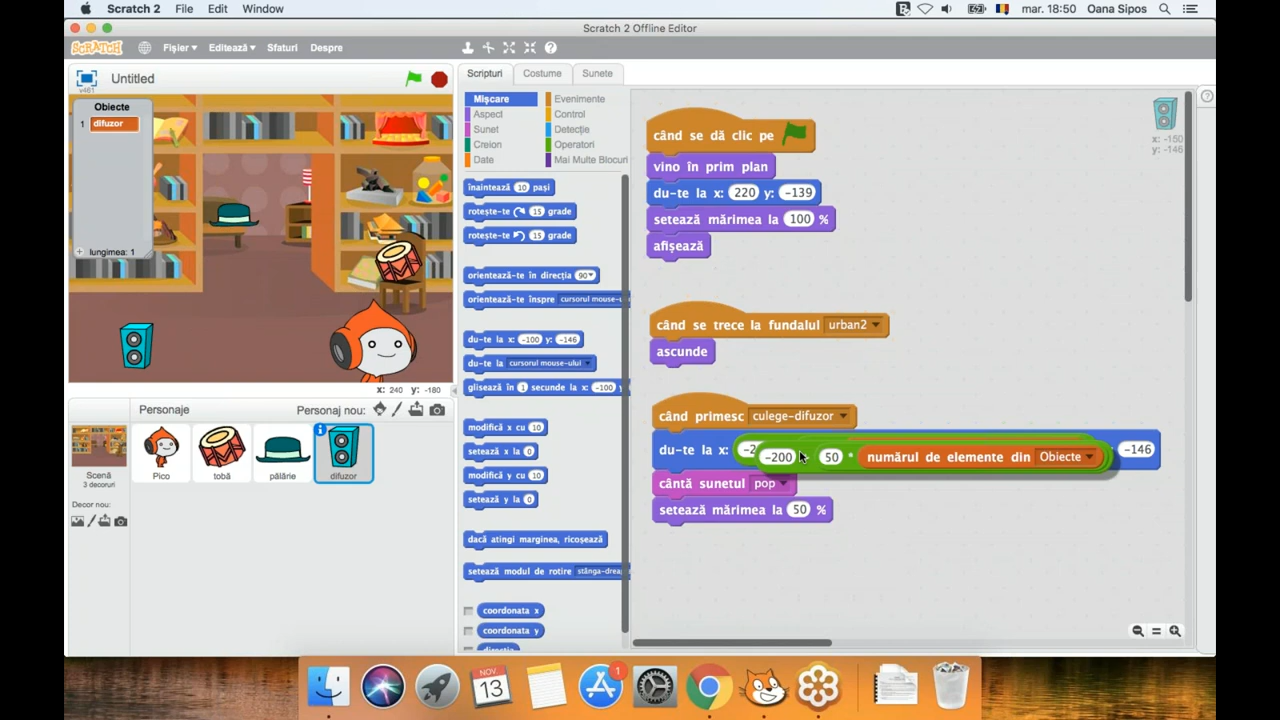 Scratch 2 File Edit Window mar. 18:50 Oana Sipos
Scratch 2 Offline Editor
SCRATCH Fișier Editează Sfaturi Despre
Untitled
v461
Obiecte
1 difuzor
+ lungimea: 1
x: 240 y: -180
Personaje Personaj nou:
Scenă
3 decoruri
Decor nou:
Pico
tobă
pălărie
difuzor
Scripturi Costume Sunete
Mișcare Evenimente
Aspect Control
Sunet Detecție
Creion Operatori
Date Mai Multe Blocuri
înaintează 10 pași
rotește-te 15 grade
rotește-te 15 grade
orientează-te în direcția 90
orientează-te înspre
du-te la x: -100 y: -146
du-te la cursorul mouse-ului
glisează în 1 secunde la x: -100
modifică x cu 10
setează x la 0
modifică y cu 10
setează y la 0
dacă atingi marginea, ricoșează
setează modul de rotire
coordonata x
coordonata y
x: -150
y: -146
când se dă clic pe
vino în prim plan
du-te la x: 220 y: -139
setează mărimea la 100 %
afișează
când se trece la fundalul urban2
ascunde
când primesc culege-difuzor
du-te la x: -200 50 * numărul de elemente din Obiecte -146
cântă sunetul pop
setează mărimea la 50 %
NOV
13
1